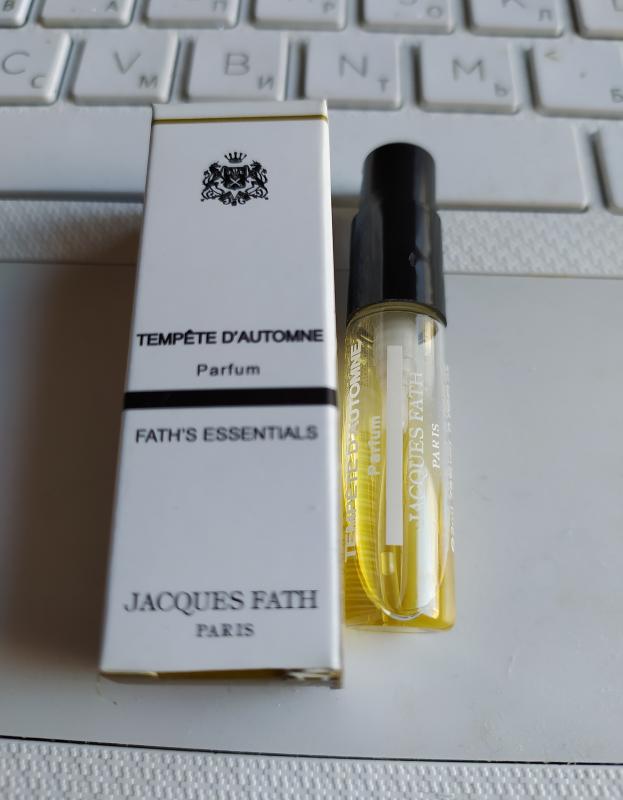 C С V М B И N Т M Ь
TEMPÊTE D'AUTOMNE
Parfum
FATH'S ESSENTIALS
JACQUES FATH
PARIS
TEMPÊTE D'AUTOMNE
Parfum
JACQUES FATH
PARIS